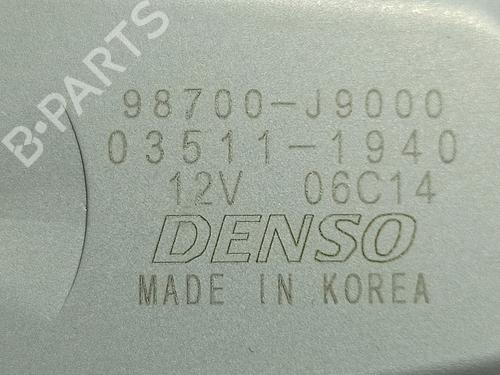 B-PARTS
98700-J9000
03511-1940
12V 06C14
DENSO
MADE IN KOREA